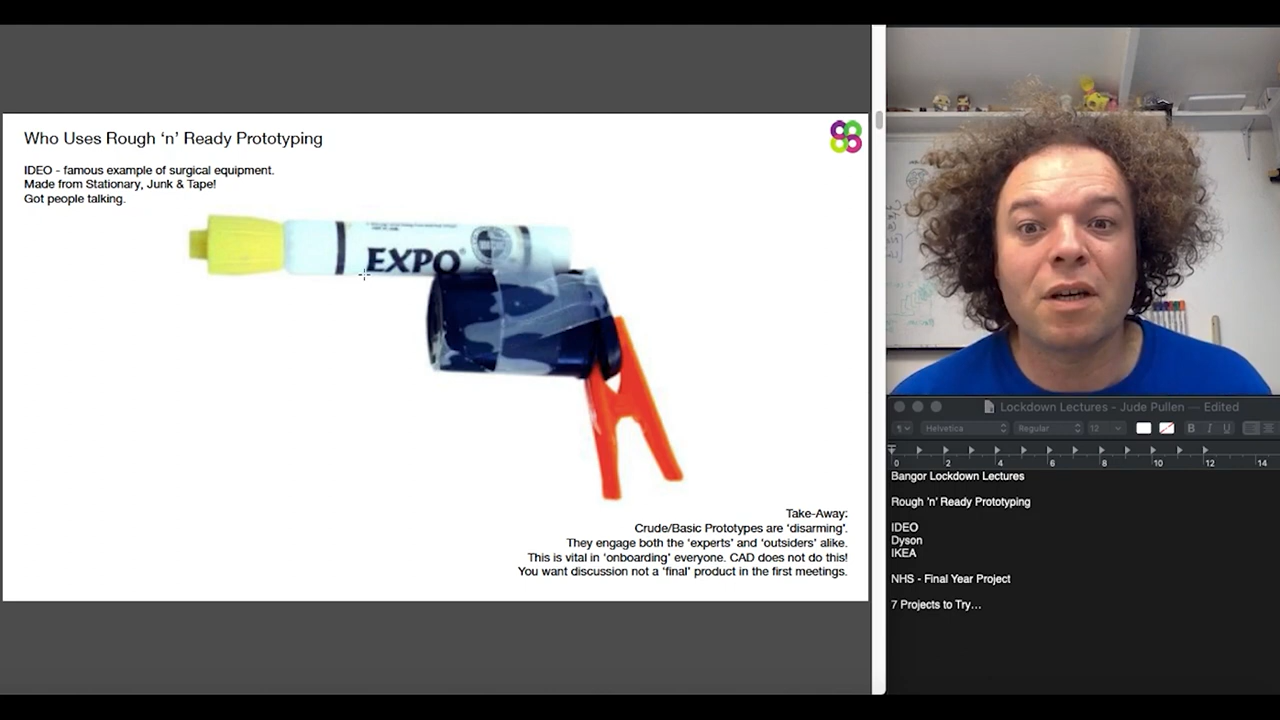 Who Uses Rough ‘n’ Ready Prototyping
IDEO - famous example of surgical equipment.
Made from Stationary, Junk & Tape!
Got people talking.
EXPO
Take-Away:
Crude/Basic Prototypes are ‘disarming’.
They engage both the ‘experts’ and ‘outsiders’ alike.
This is vital in ‘onboarding’ everyone. CAD does not do this!
You want discussion not a ‘final’ product in the first meetings.
Lockdown Lectures - Jude Pullen — Edited
¶ Helvetica Regular 12 B I U
0 2 4 6 8 10 12 14
Bangor Lockdown Lectures
Rough ’n’ Ready Prototyping
IDEO
Dyson
IKEA
NHS - Final Year Project
7 Projects to Try…